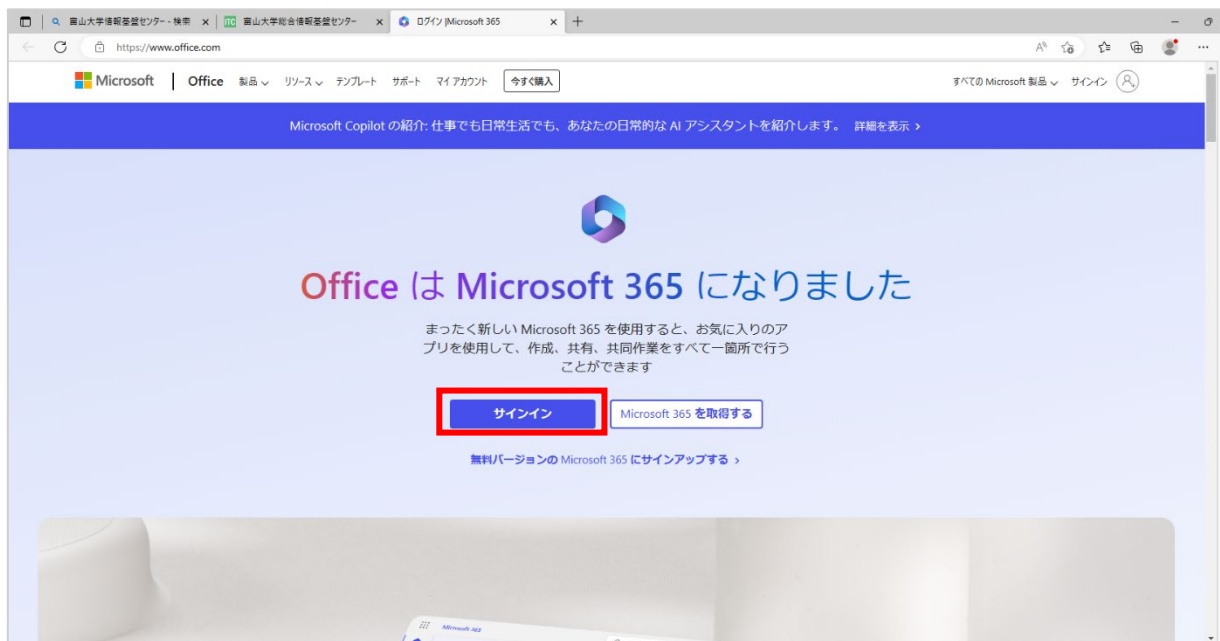 富山大学情報基盤センター - 検索
ITC 富山大学総合情報基盤センター
ログイン |Microsoft 365
https://www.office.com
Microsoft | Office 製品 リソース テンプレート サポート マイ アカウント 今すぐ購入 すべての Microsoft 製品 サインイン
Microsoft Copilot の紹介: 仕事でも日常生活でも、あなたの日常的な AI アシスタントを紹介します。 詳細を表示 >
Office は Microsoft 365 になりました
まったく新しい Microsoft 365 を使用すると、お気に入りのア
プリを使用して、作成、共有、共同作業をすべて一箇所で行う
ことができます
サインイン Microsoft 365 を取得する
無料バージョンの Microsoft 365 にサインアップする >
Microsoft 365